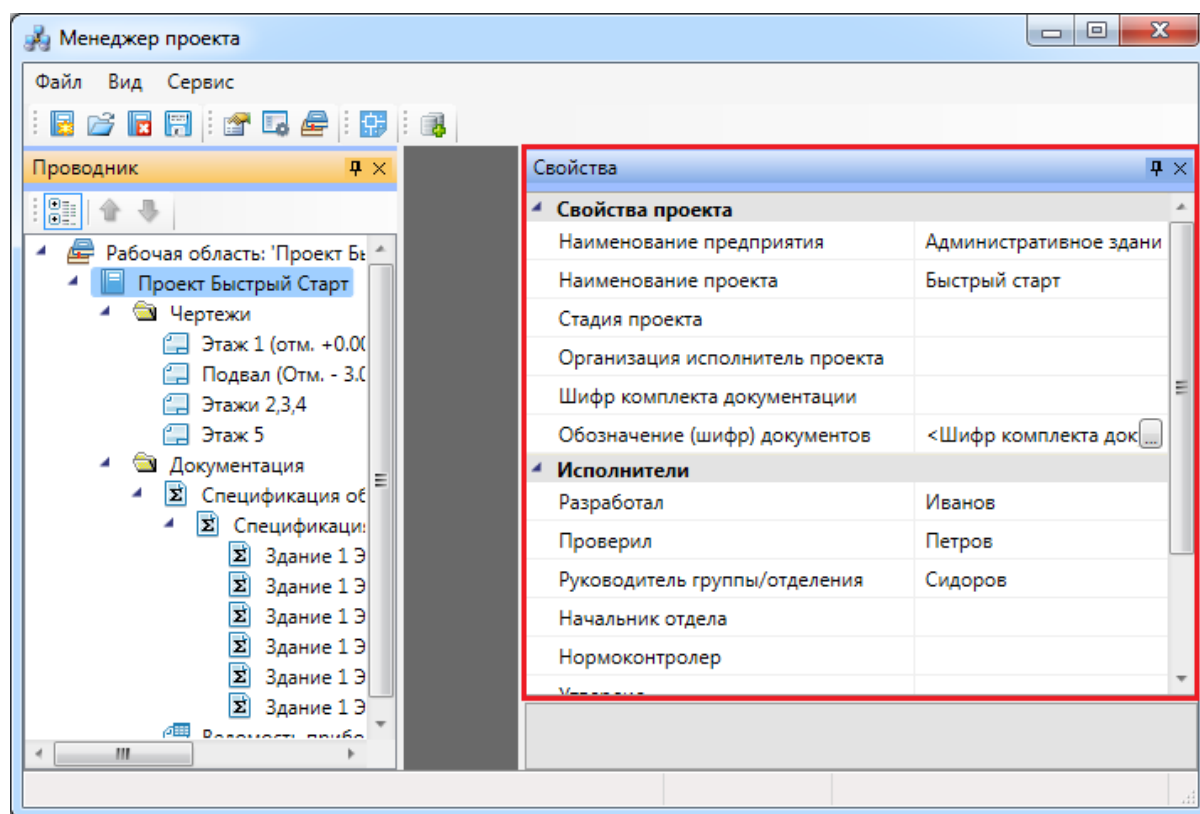 Менеджер проекта
Файл Вид Сервис
Проводник
Рабочая область: 'Проект Бы
Проект Быстрый Старт
Чертежи
Этаж 1 (отм. +0.00
Подвал (Отм. - 3.0
Этажи 2,3,4
Этаж 5
Документация
Спецификация об
Спецификация
Здание 1 Э
Здание 1 Э
Здание 1 Э
Здание 1 Э
Здание 1 Э
Здание 1 Э
Ведомость прибо
Свойства
Свойства проекта
Наименование предприятия Административное здани
Наименование проекта Быстрый старт
Стадия проекта
Организация исполнитель проекта
Шифр комплекта документации
Обозначение (шифр) документов <Шифр комплекта док ...
Исполнители
Разработал Иванов
Проверил Петров
Руководитель группы/отделения Сидоров
Начальник отдела
Нормоконтролер